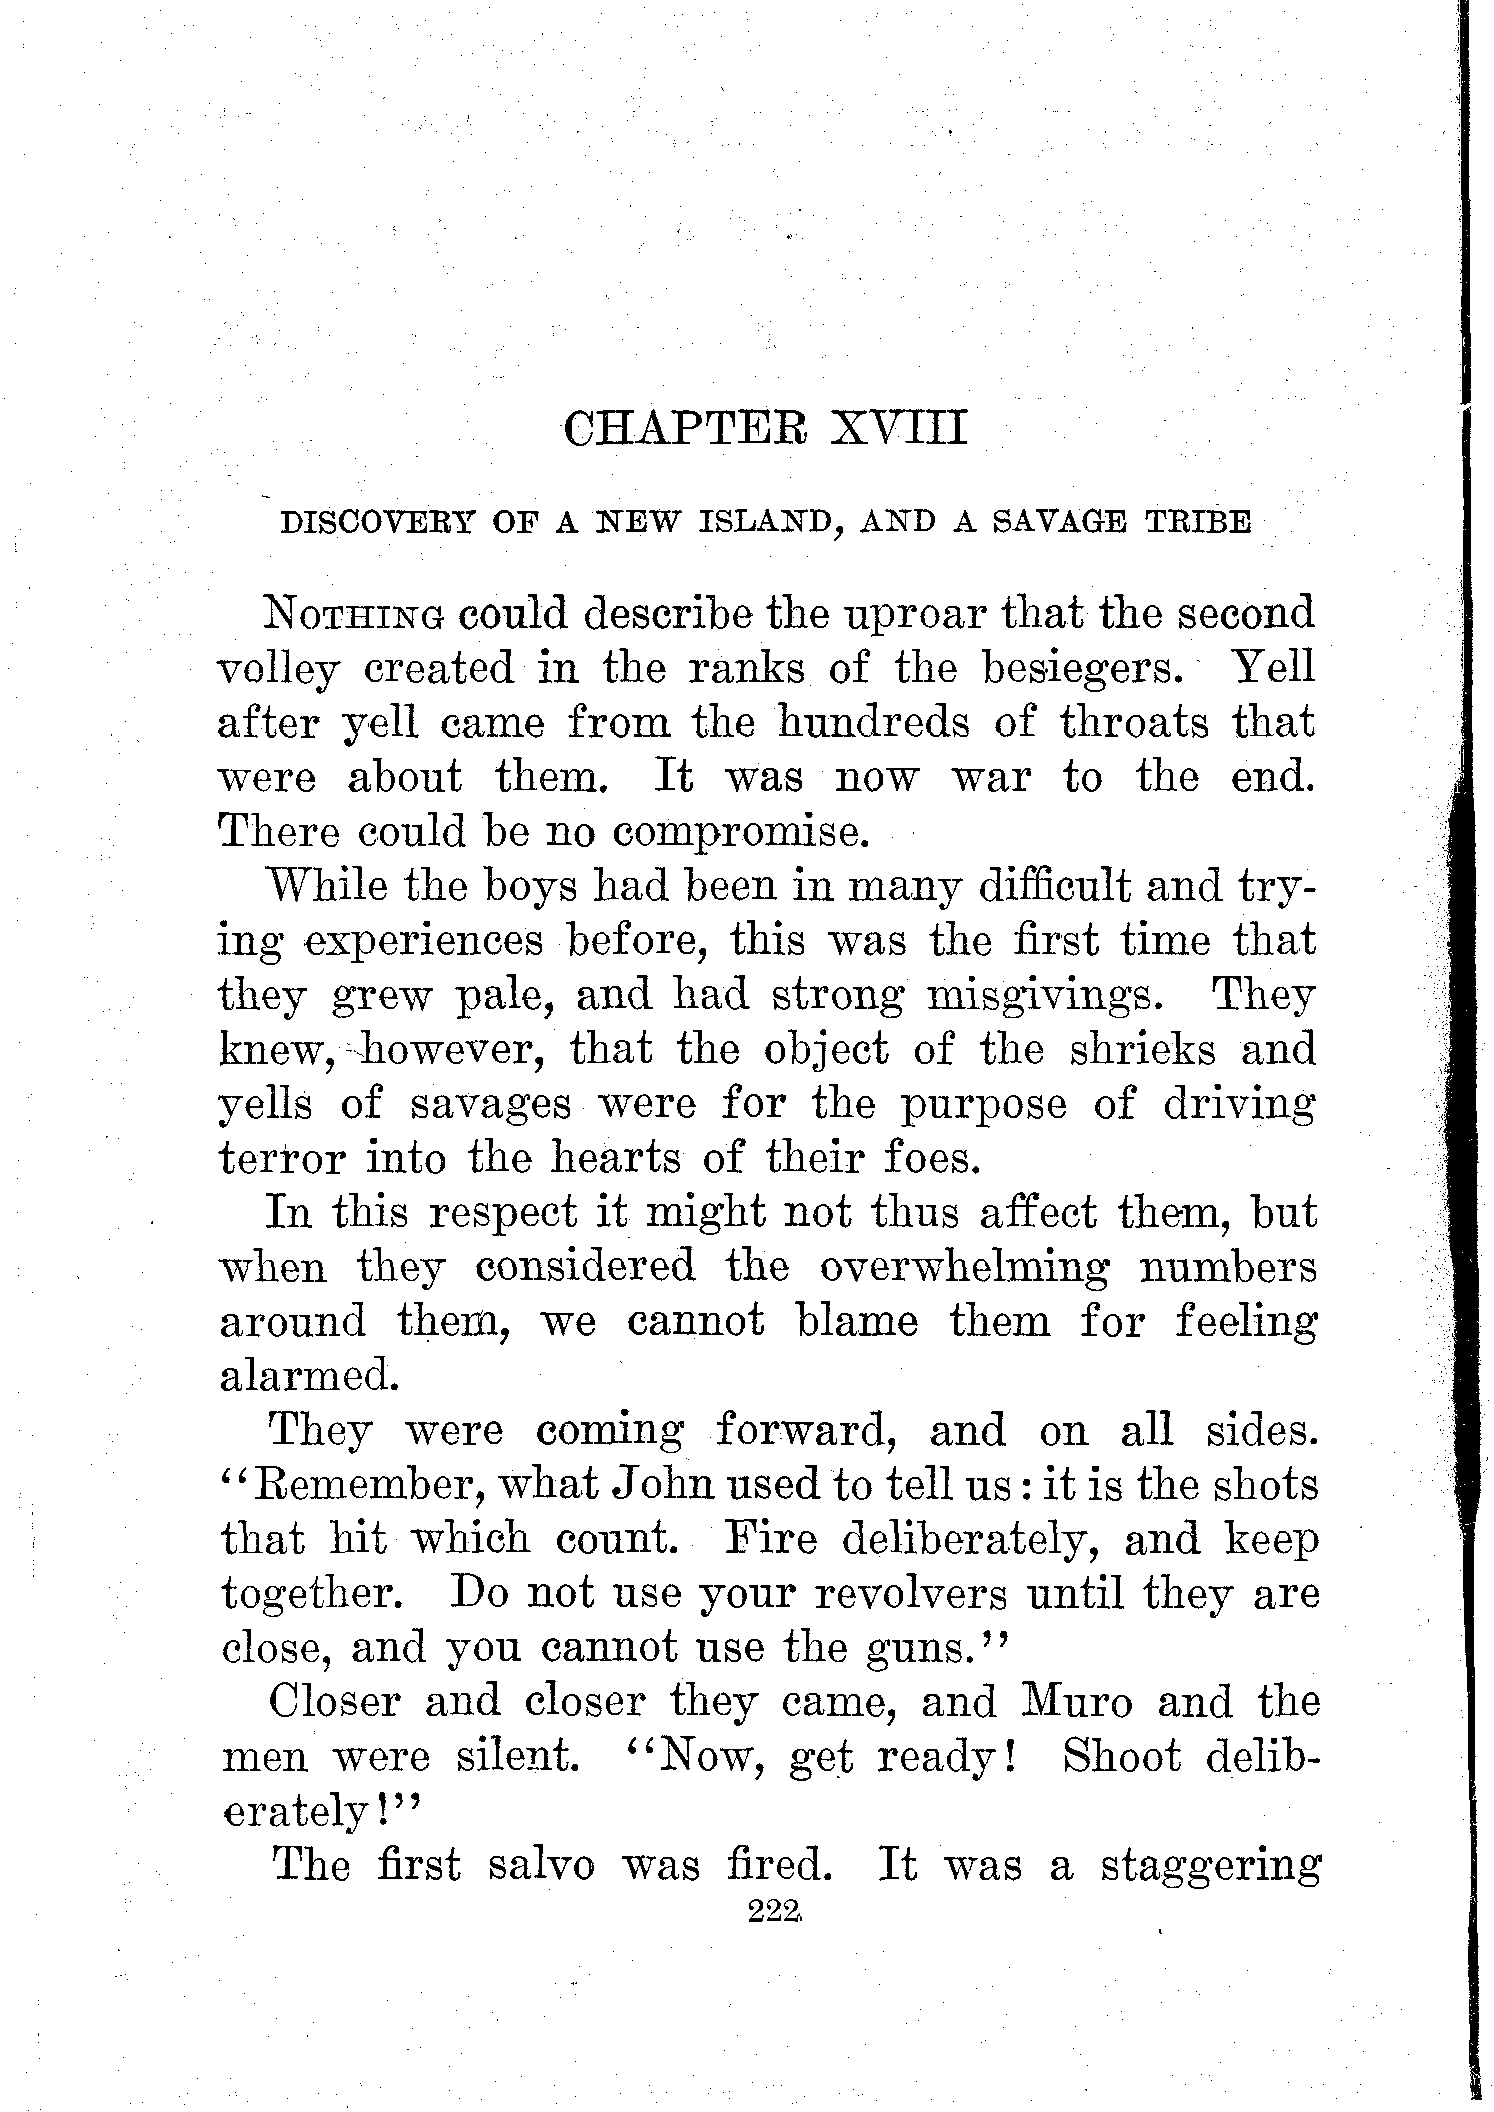 CHAPTER XVIII
DISCOVERY OF A NEW ISLAND, AND A SAVAGE TRIBE
NOTHING could describe the uproar that the second
volley created in the ranks of the besiegers. Yell
after yell came from the hundreds of throats that
were about them. It was now war to the end.
There could be no compromise.
While the boys had been in many difficult and try-
ing experiences before, this was the first time that
they grew pale, and had strong misgivings. They
knew, however, that the object of the shrieks and
yells of savages were for the purpose of driving
terror into the hearts of their foes.
In this respect it might not thus affect them, but
when they considered the overwhelming numbers
around them, we cannot blame them for feeling
alarmed.
They were coming forward, and on all sides.
“Remember, what John used to tell us: it is the shots
that hit which count. Fire deliberately, and keep
together. Do not use your revolvers until they are
close, and you cannot use the guns.”
Closer and closer they came, and Muro and the
men were silent. “Now, get ready! Shoot delib-
erately!”
The first salvo was fired. It was a staggering
222